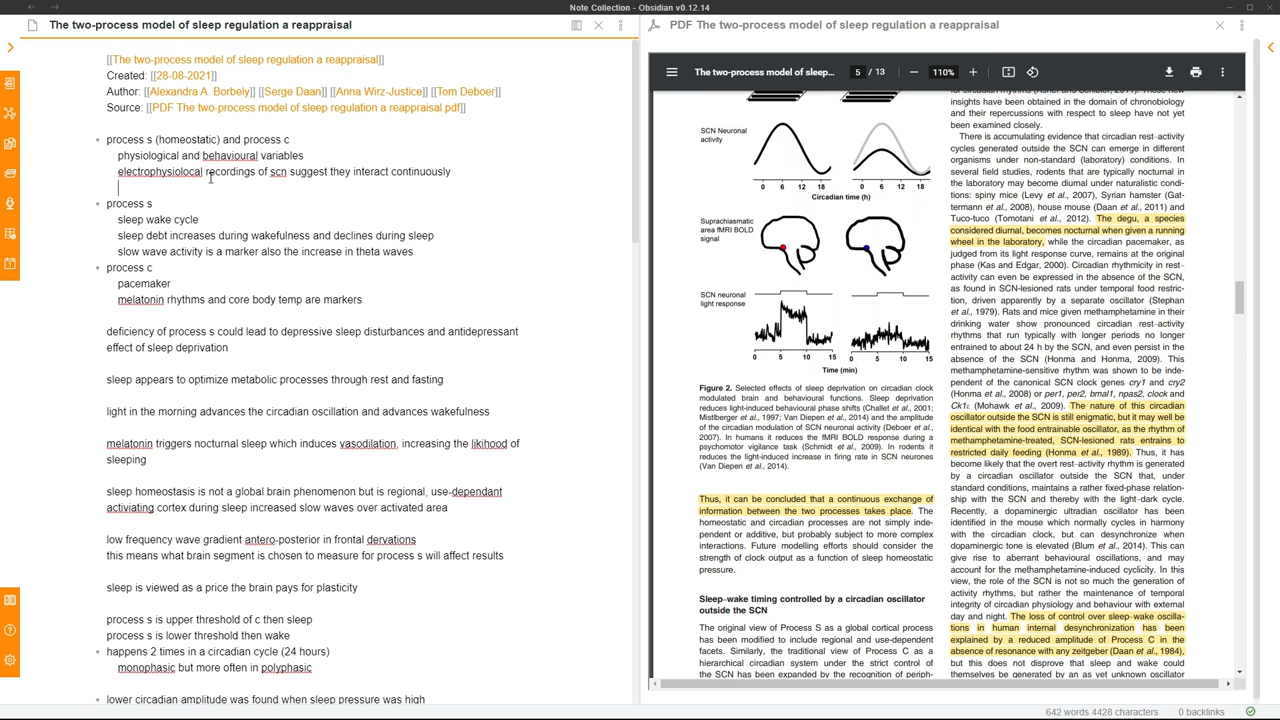 Note Collection - Obsidian v0.12.14
The two-process model of sleep regulation a reappraisal
[[The two-process model of sleep regulation a reappraisal]]
Created: [[28-08-2021]]
Author: [[Alexandra A. Borbely]] [[Serge Daan]] [[Anna Wirz-Justice]] [[Tom Deboer]]
Source: [[PDF The two-process model of sleep regulation a reappraisal.pdf]]
process s (homeostatic) and process c
physiological and behavioural variables
electrophysiolocal recordings of scn suggest they interact continuously
process s
sleep wake cycle
sleep debt increases during wakefulness and declines during sleep
slow wave activity is a marker also the increase in theta waves
process c
pacemaker
melatonin rhythms and core body temp are markers
deficiency of process s could lead to depressive sleep disturbances and antidepressant
effect of sleep deprivation
sleep appears to optimize metabolic processes through rest and fasting
light in the morning advances the circadian oscillation and advances wakefulness
melatonin triggers nocturnal sleep which induces vasodilation, increasing the likihood of
sleeping
sleep homeostasis is not a global brain phenomenon but is regional, use-dependant
activiating cortex during sleep increased slow waves over activated area
low frequency wave gradient antero-posterior in frontal dervations
this means what brain segment is chosen to measure for process s will affect results
sleep is viewed as a price the brain pays for plasticity
process s is upper threshold of c then sleep
process s is lower threshold then wake
happens 2 times in a circadian cycle (24 hours)
monophasic but more often in polyphasic
lower circadian amplitude was found when sleep pressure was high
PDF The two-process model of sleep regulation a reappraisal
The two-process model of sleep... 5 / 13 110%
SCN Neuronal
activity
0 6 12 18 0 6 12 18
Circadian time (h)
Suprachiasmatic
area fMRI BOLD
signal
SCN neuronal
light response
0 5 10 15 0 5 10 15
Time (min)
Figure 2. Selected effects of sleep deprivation on circadian clock
modulated brain and behavioural functions. Sleep deprivation
reduces light-induced behavioural phase shifts (Challet et al., 2001;
Mistlberger et al., 1997; Van Diepen et al., 2014) and the amplitude
of the circadian modulation of SCN neuronal activity (Deboer et al.,
2007). In humans it reduces the fMRI BOLD response during a
psychomotor vigilance task (Schmidt et al., 2009). In rodents it
reduces the light-induced increase in firing rate in SCN neurones
(Van Diepen et al., 2014).
Thus, it can be concluded that a continuous exchange of
information between the two processes takes place. The
homeostatic and circadian processes are not simply inde-
pendent or additive, but probably subject to more complex
interactions. Future modelling efforts should consider the
strength of clock output as a function of sleep homeostatic
pressure.
Sleep–wake timing controlled by a circadian oscillator
outside the SCN
The original view of Process S as a global cortical process
has been modified to include regional and use-dependent
facets. Similarly, the traditional view of Process C as a
hierarchical circadian system under the strict control of
the SCN has been expanded by the recognition of periph-
insights have been obtained in the domain of chronobiology
and their repercussions with respect to sleep have not yet
been examined closely.
There is accumulating evidence that circadian rest–activity
cycles generated outside the SCN can emerge in different
organisms under non-standard (laboratory) conditions. In
several field studies, rodents that are typically nocturnal in
the laboratory may become diurnal under naturalistic condi-
tions: spiny mice (Levy et al., 2007), Syrian hamster (Gat-
termann et al., 2008), house mouse (Daan et al., 2011) and
Tuco-tuco (Tomotani et al., 2012). The degu, a species
considered diurnal, becomes nocturnal when given a running
wheel in the laboratory, while the circadian pacemaker, as
judged from its light response curve, remains at the original
phase (Kas and Edgar, 2000). Circadian rhythmicity in rest–
activity can even be expressed in the absence of the SCN,
as found in SCN-lesioned rats under temporal food restric-
tion, driven apparently by a separate oscillator (Stephan
et al., 1979). Rats and mice given methamphetamine in their
drinking water show pronounced circadian rest–activity
rhythms that run typically with longer periods no longer
entrained to about 24 h by the SCN, and even persist in the
absence of the SCN (Honma and Honma, 2009). This
methamphetamine-sensitive rhythm was shown to be inde-
pendent of the canonical SCN clock genes cry1 and cry2
(Honma et al., 2008) or per1, per2, bmal1, npas2, clock and
Ck1ε (Mohawk et al., 2009). The nature of this circadian
oscillator outside the SCN is still enigmatic, but it may well be
identical with the food entrainable oscillator, as the rhythm of
methamphetamine-treated, SCN-lesioned rats entrains to
restricted daily feeding (Honma et al., 1989). Thus, it has
become likely that the overt rest–activity rhythm is generated
by a circadian oscillator outside the SCN that, under
standard conditions, maintains a rather fixed-phase relation-
ship with the SCN and thereby with the light–dark cycle.
Recently, a dopaminergic ultradian oscillator has been
identified in the mouse which normally cycles in harmony
with the circadian clock, but can desynchronize when
dopaminergic tone is elevated (Blum et al., 2014). This can
give rise to aberrant behavioural oscillations, and may
account for the methamphetamine-induced cyclicity. In this
view, the role of the SCN is not so much the generation of
activity rhythms, but rather the maintenance of temporal
integrity of circadian physiology and behaviour with external
day and night. The loss of control over sleep–wake oscilla-
tions in human internal desynchronization has been
explained by a reduced amplitude of Process C in the
absence of resonance with any zeitgeber (Daan et al., 1984),
but this does not disprove that sleep and wake could
themselves be generated by an as yet unknown oscillator
642 words 4428 characters 0 backlinks